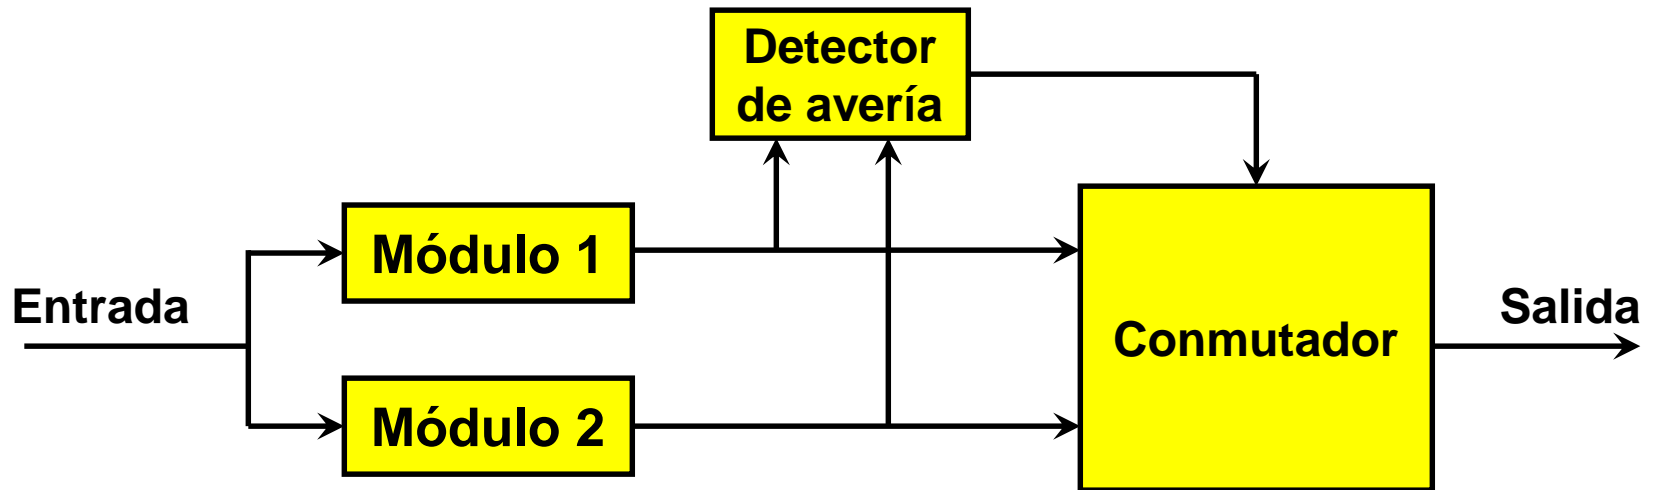 Detector
de avería
Módulo 1
Entrada
Salida
Conmutador
Módulo 2